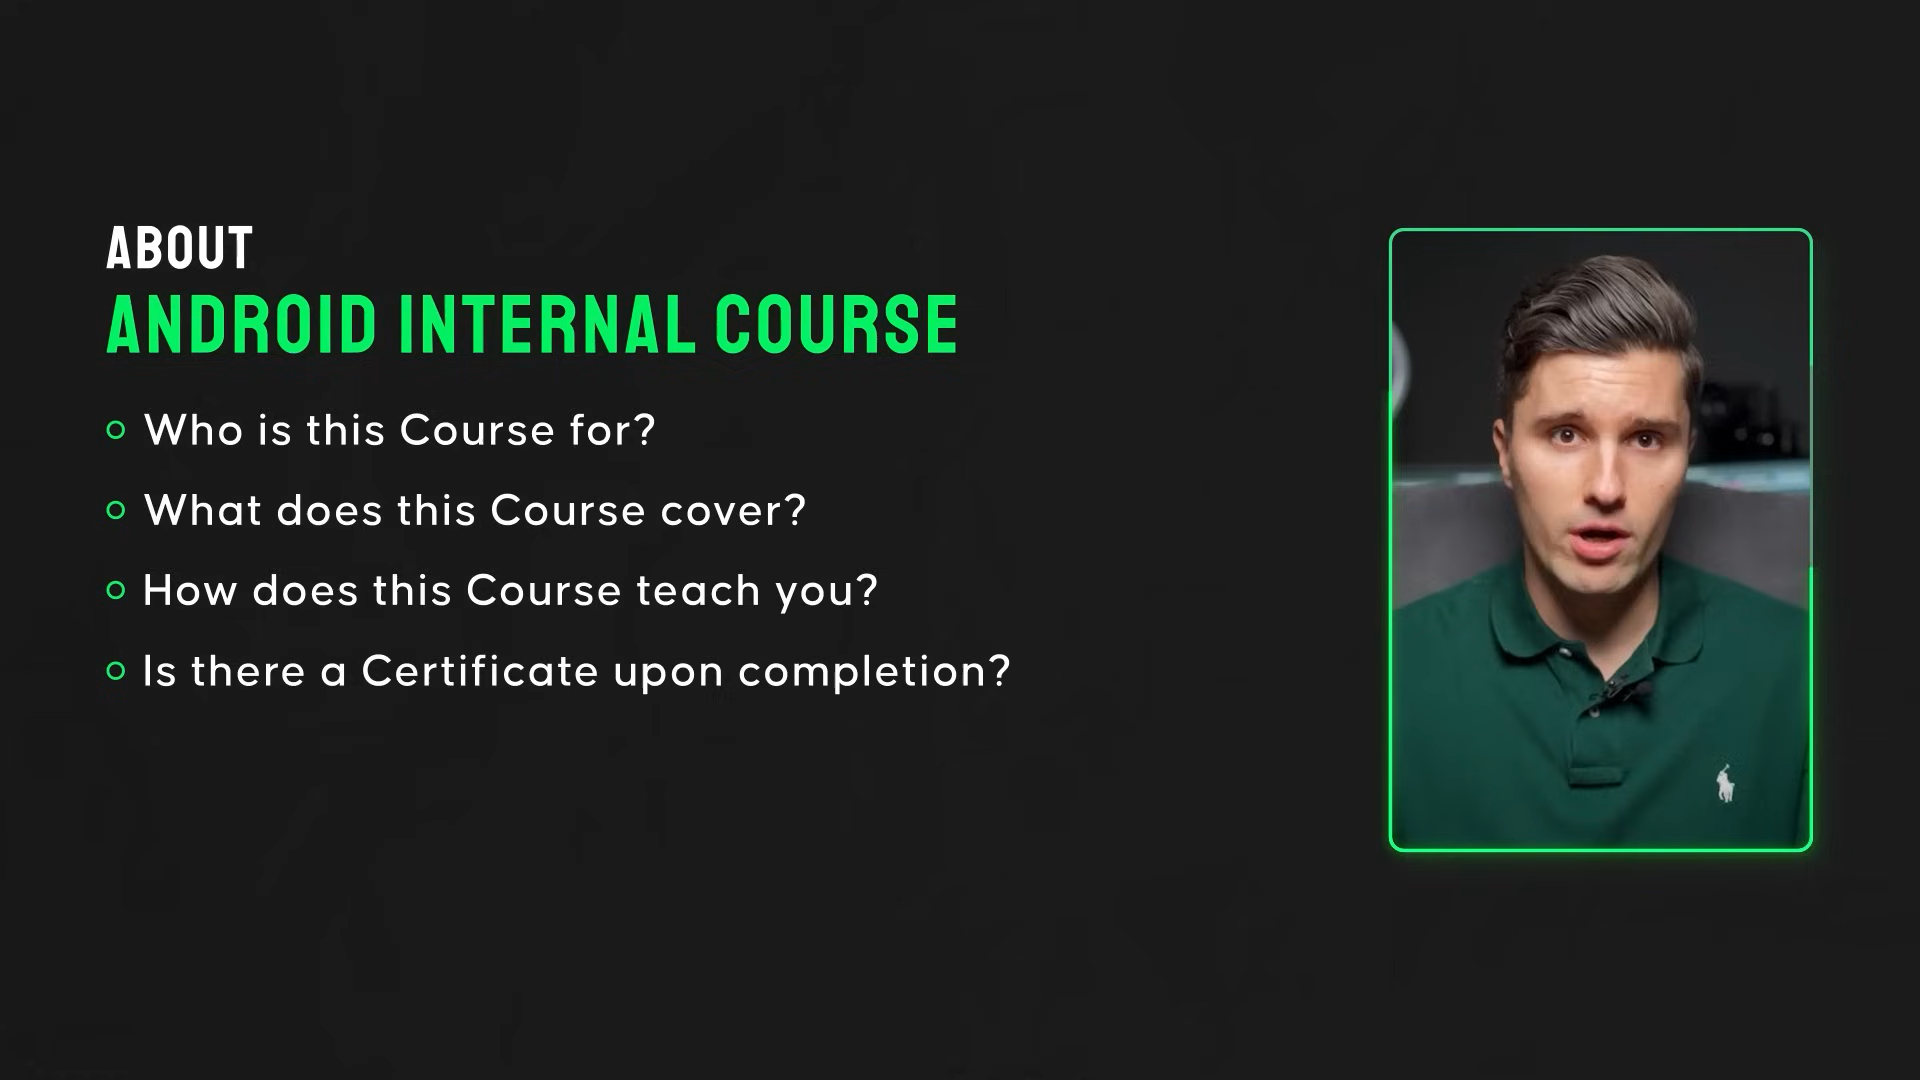 ABOUT
ANDROID INTERNAL COURSE
Who is this Course for?
What does this Course cover?
How does this Course teach you?
Is there a Certificate upon completion?